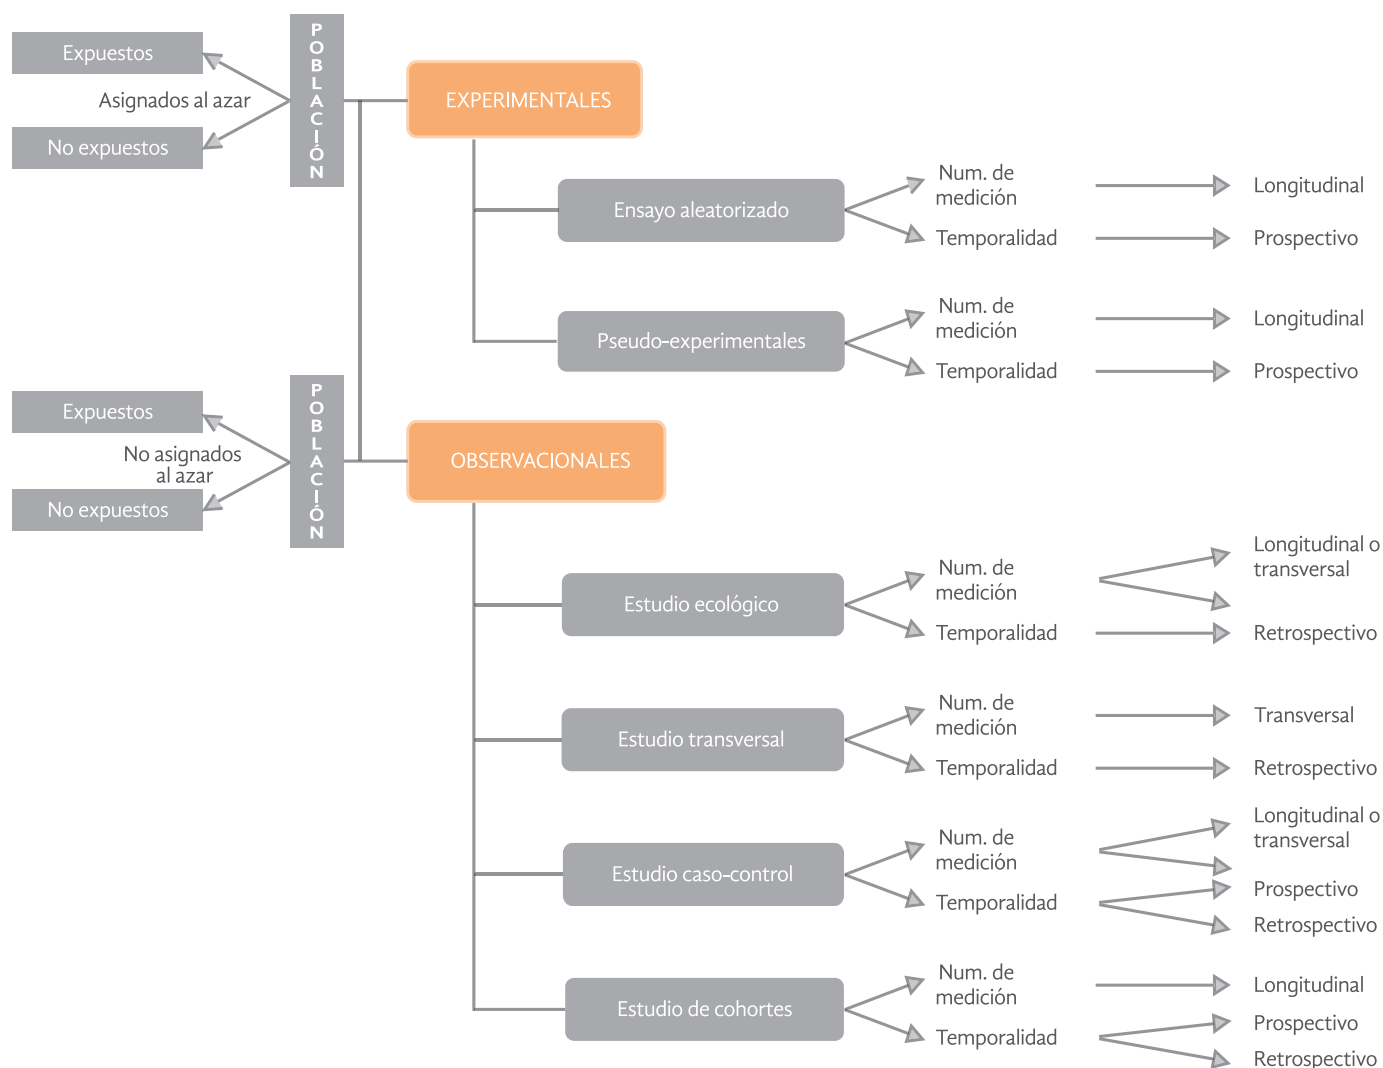 Expuestos
Asignados al azar
No expuestos
POBLACIÓN
EXPERIMENTALES
Ensayo aleatorizado
Num. de
medición
Longitudinal
Temporalidad
Prospectivo
Pseudo-experimentales
Num. de
medición
Longitudinal
Temporalidad
Prospectivo
Expuestos
No asignados
al azar
No expuestos
POBLACIÓN
OBSERVACIONALES
Estudio ecológico
Num. de
medición
Longitudinal o
transversal
Temporalidad
Retrospectivo
Estudio transversal
Num. de
medición
Transversal
Temporalidad
Retrospectivo
Estudio caso-control
Num. de
medición
Longitudinal o
transversal
Temporalidad
Prospectivo
Retrospectivo
Estudio de cohortes
Num. de
medición
Longitudinal
Temporalidad
Prospectivo
Retrospectivo